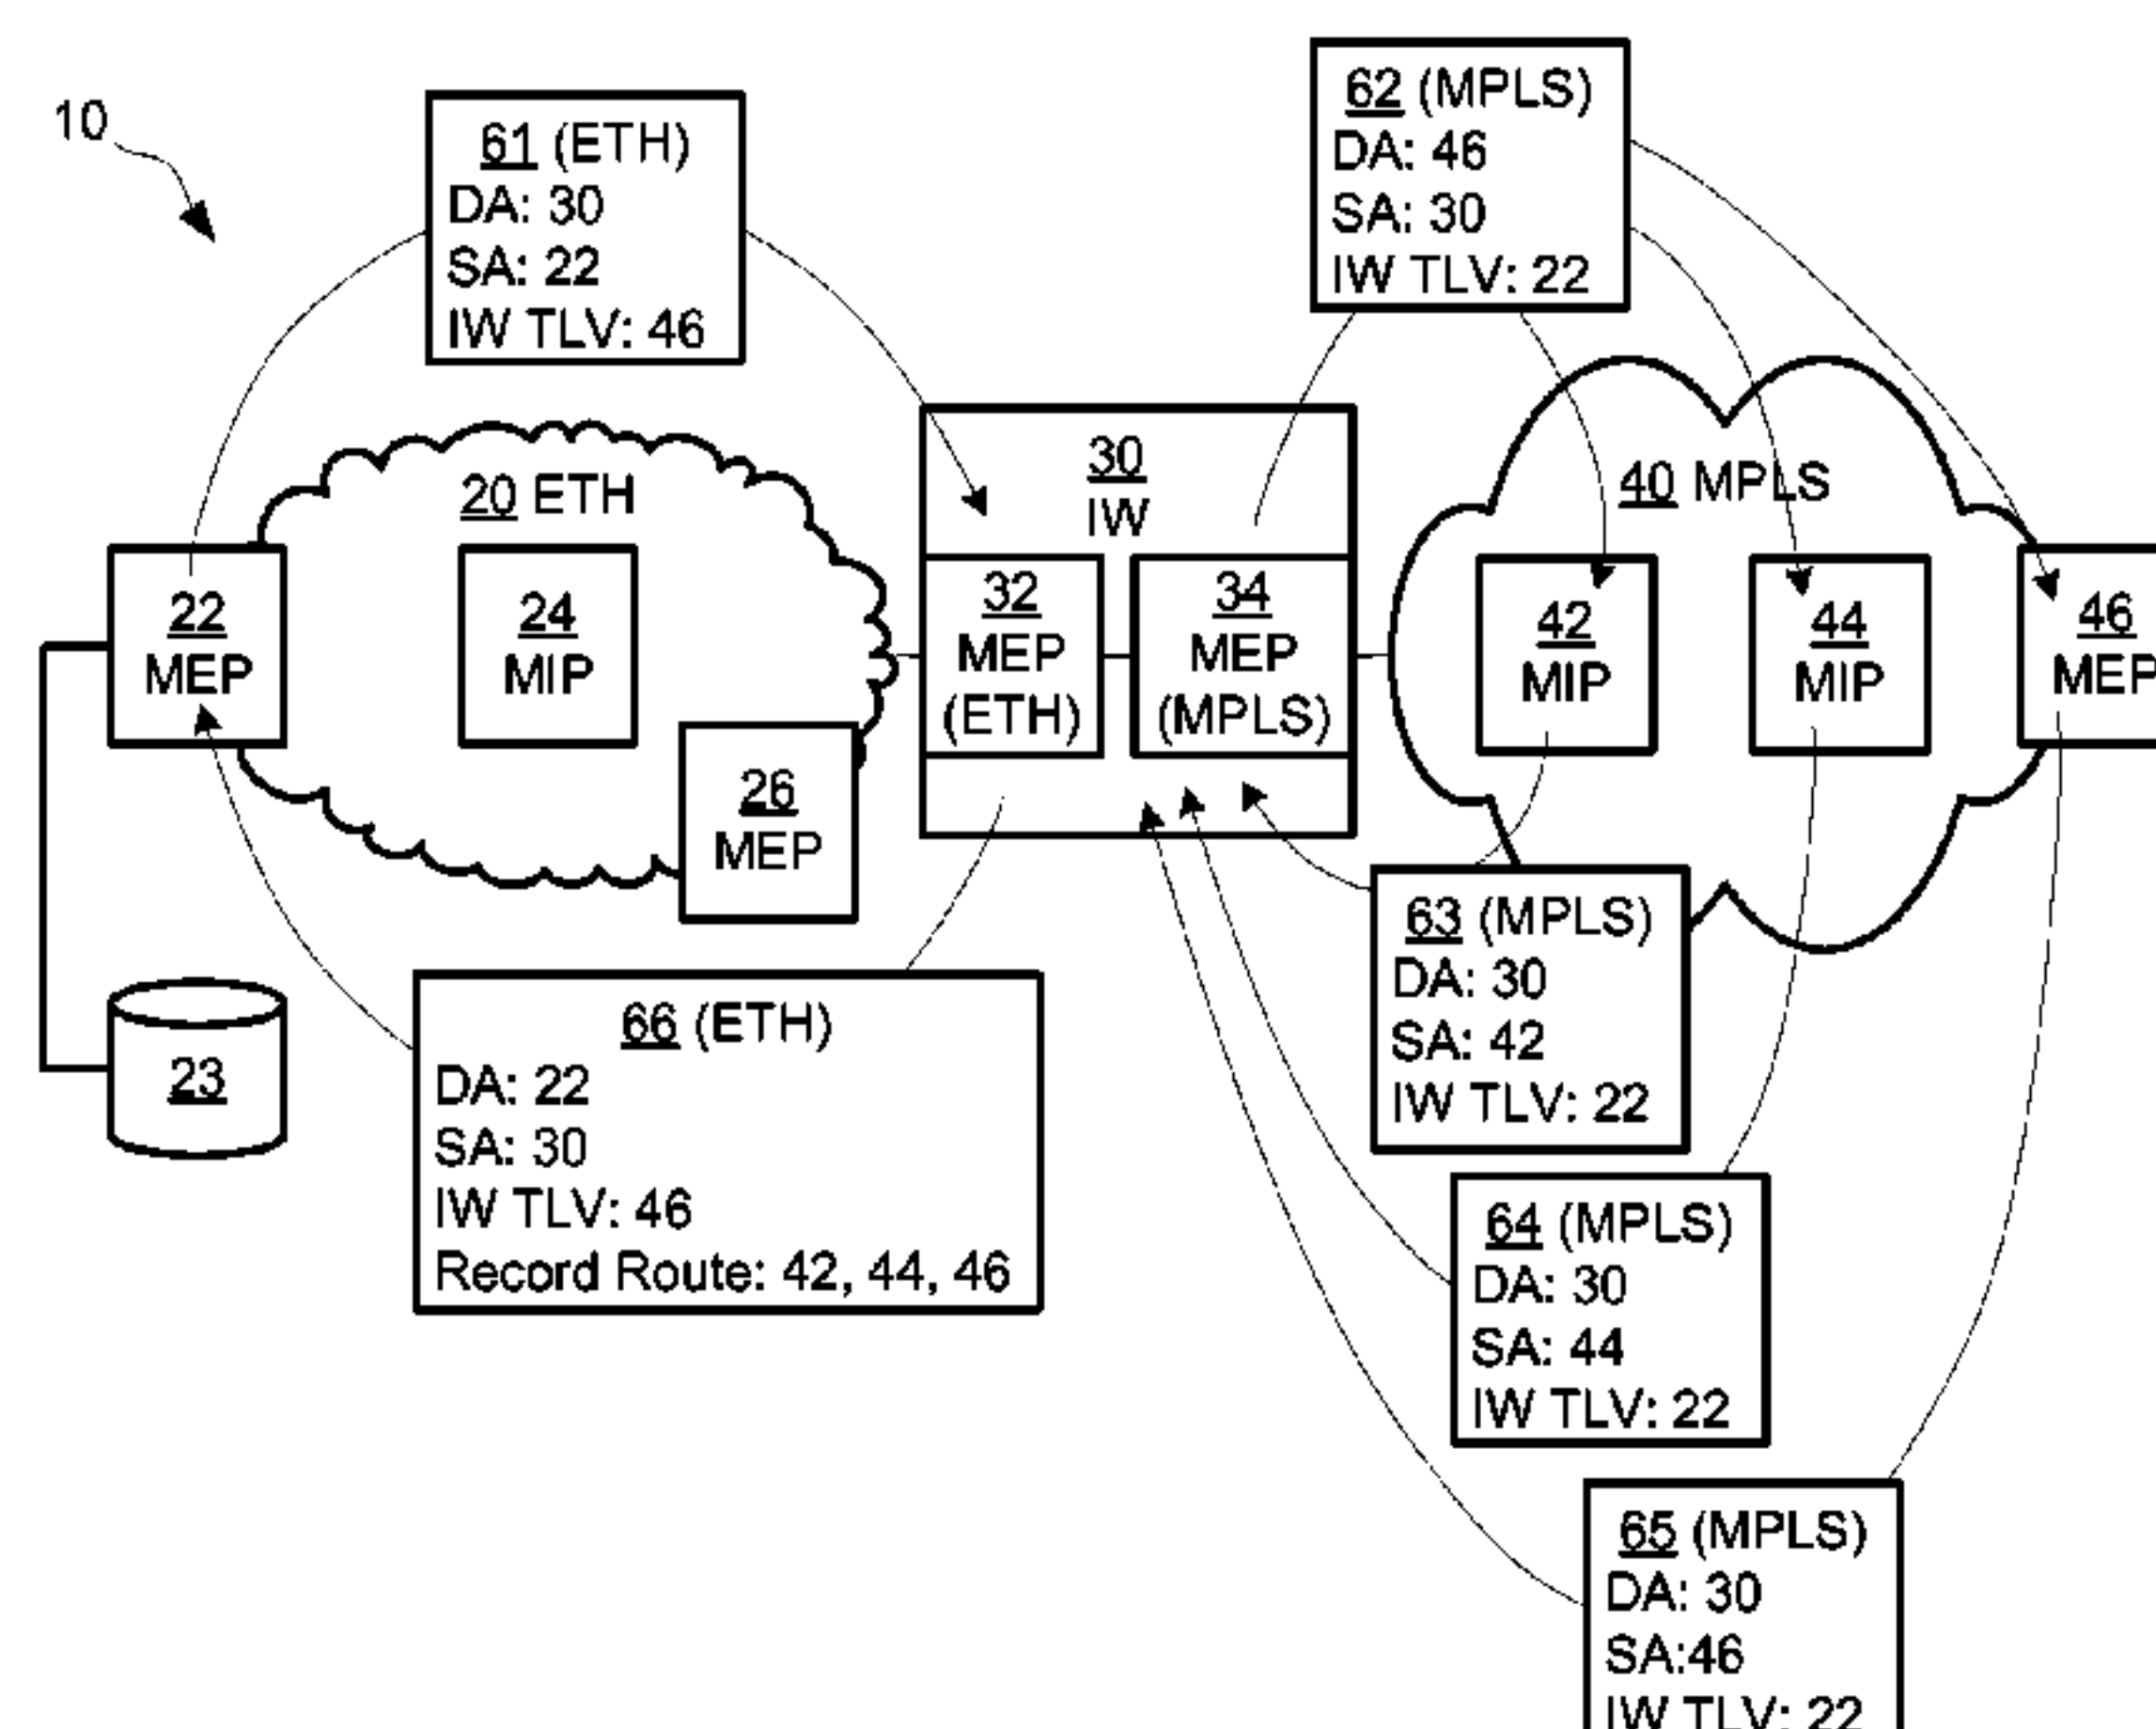 10
61 (ETH)
DA: 30
SA: 22
IW TLV: 46
62 (MPLS)
DA: 46
SA: 30
IW TLV: 22
20 ETH
22
MEP
24
MIP
26
MEP
23
30
IW
32
MEP
(ETH)
34
MEP
(MPLS)
40 MPLS
42
MIP
44
MIP
46
MEP
63 (MPLS)
DA: 30
SA: 42
IW TLV: 22
66 (ETH)
DA: 22
SA: 30
IW TLV: 46
Record Route: 42, 44, 46
64 (MPLS)
DA: 30
SA: 44
IW TLV: 22
65 (MPLS)
DA: 30
SA:46
IW TLV: 22